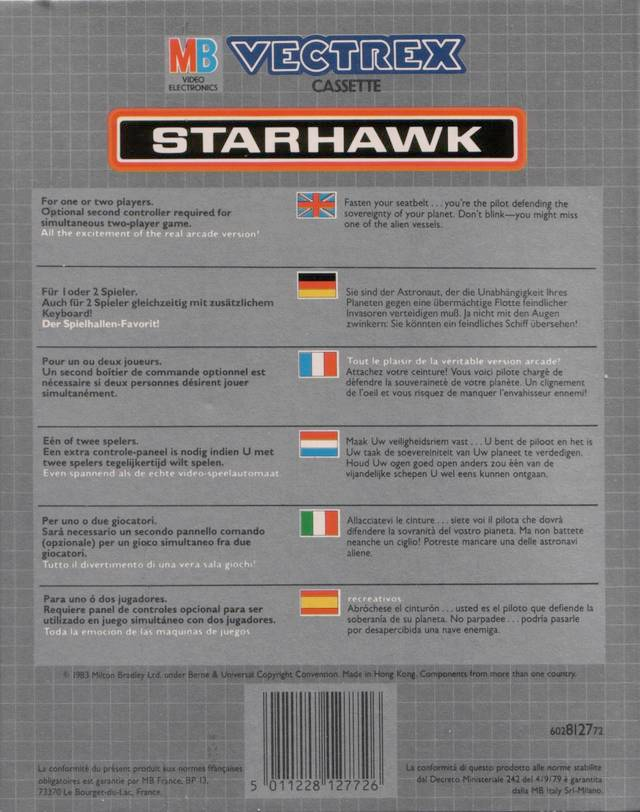 MB VECTREX
VIDEO
ELECTRONICS
CASSETTE
STARHAWK
For one or two players.
Optional second controller required for
simultaneous two-player game.
All the excitement of the real arcade version!
Fasten your seatbelt...you're the pilot defending the
sovereignty of your planet. Don't blink—you might miss
one of the alien vessels.
Für 1 oder 2 Spieler.
Auch für 2 Spieler gleichzeitig mit zusätzlichem
Keyboard!
Der Spielhallen-Favorit!
Sie sind der Astronaut, der die Unabhängigkeit Ihres
Planeten gegen eine übermächtige Flotte feindlicher
Invasoren verteidigen muß. Ja nicht mit den Augen
zwinkern: Sie könnten ein feindliches Schiff übersehen!
Pour un ou deux joueurs.
Un second boîtier de commande optionnel est
nécessaire si deux personnes désirent jouer
simultanément.
Tout le plaisir de la véritable version arcade!
Attachez votre ceinture! Vous voici pilote chargé de
défendre la souveraineté de votre planète. Un clignement
de l'oeil et vous risquez de manquer l'envahisseur ennemi!
Eén of twee spelers.
Een extra controle-paneel is nodig indien U met
twee spelers tegelijkertijd wilt spelen.
Even spannend als de echte video-speelautomaat.
Maak Uw veiligheidsriem vast...U bent de piloot en het is
Uw taak de soevereiniteit van Uw planeet te verdedigen.
Houd Uw ogen goed open anders zou één van de
vijandelijke schepen U wel eens kunnen ontgaan.
Per uno o due giocatori.
Sará necessario un secondo pannello comando
(opzionale) per un gioco simultaneo fra due
giocatori.
Tutto il divertimento di una vera sala giochi!
Allacciatevi le cinture...siete voi il pilota che dovrà
difendere la sovranità del vostro pianeta. Ma non battete
neanche un ciglio! Potreste mancare una delle astronavi
aliene.
Para uno ó dos jugadores.
Requiere panel de controles opcional para ser
utilizado en juego simultáneo con dos jugadores.
Toda la emocion de las maquinas de juegos
recreativos.
Abróchese el cinturón...usted es el piloto que defiende la
soberanía de su planeta. No parpadee...podría pasarle
por desapercibida una nave enemiga.
© 1983 Milton Bradley Ltd. under Berne & Universal Copyright Convention. Made in Hong Kong. Components from more than one country.
602812772
La conformité du présent produit aux normes françaises
obligatoires est garantie par MB France, BP 13,
73370 Le Bourget-du-Lac, France.
5 011228 127726
La conformita di questo prodotto alle norme stabilite
dal Decreto Ministeriale 242 del 4/9/79 è garantita
dalla MB Italy Srl-Milano.